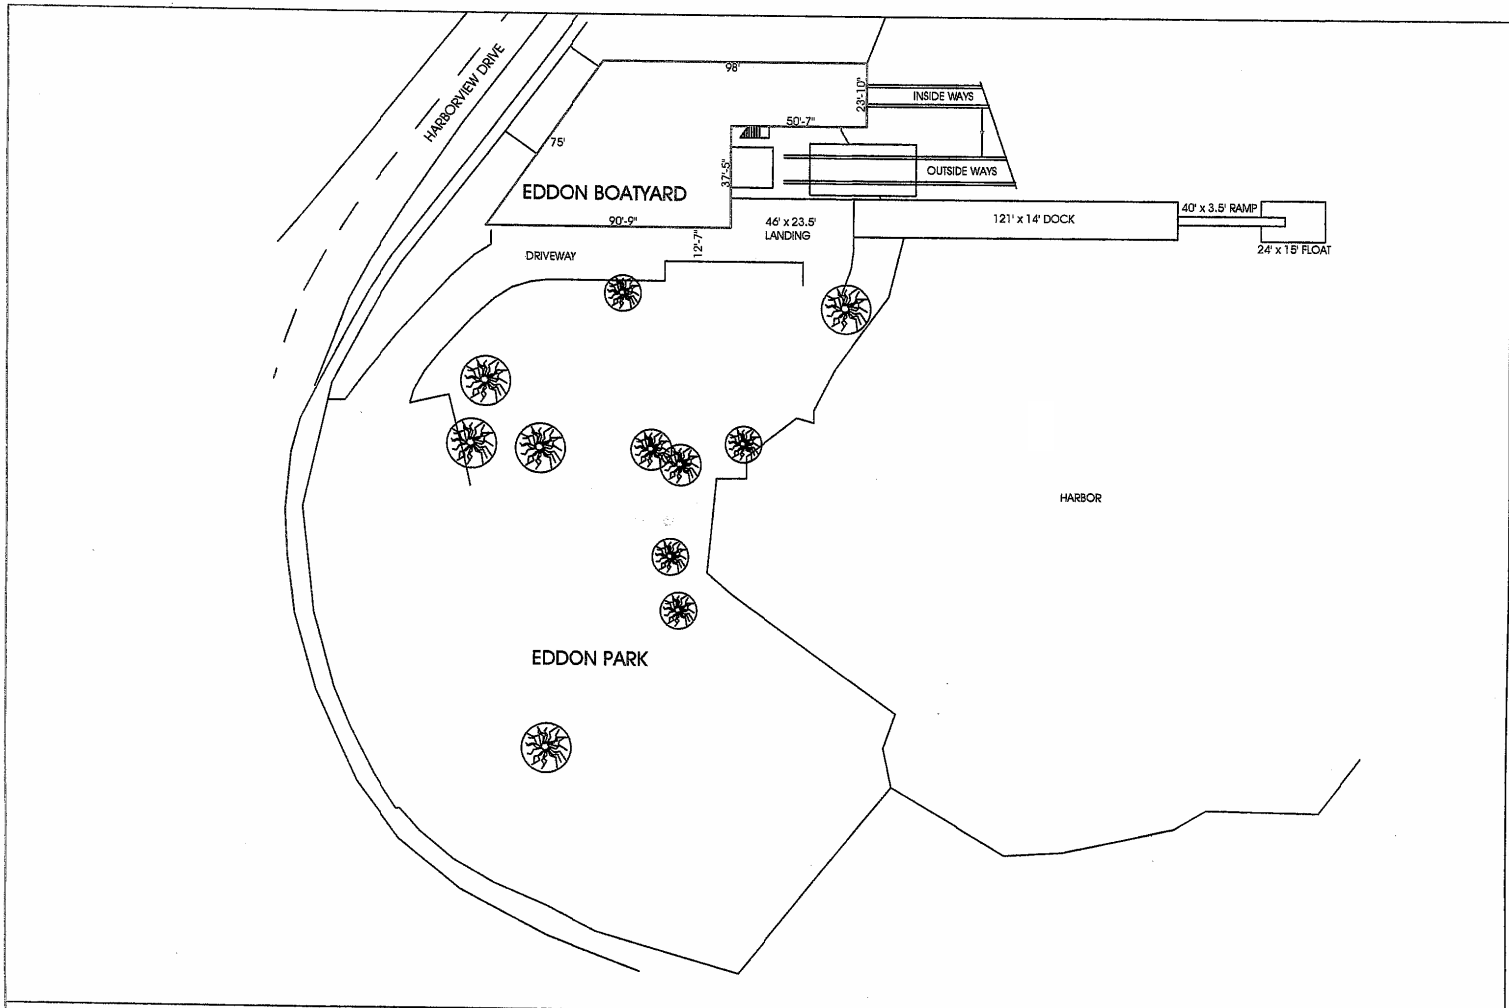 HARBORVIEW DRIVE
98'
23'-10"
INSIDE WAYS
50'-7"
75'
37'-5"
OUTSIDE WAYS
EDDON BOATYARD
90'-9"
46' x 23.5'
LANDING
121' x 14' DOCK
40' x 3.5' RAMP
24' x 15' FLOAT
12'-7"
DRIVEWAY
HARBOR
EDDON PARK